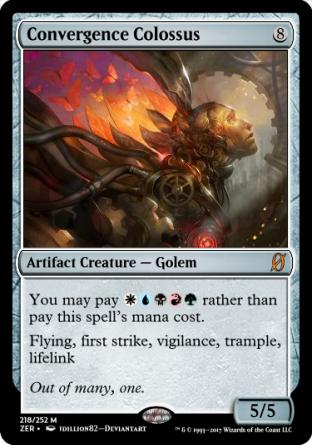 Convergence Colossus 8
Artifact Creature — Golem
You may pay rather than
pay this spell's mana cost.
Flying, first strike, vigilance, trample,
lifelink
Out of many, one.
5/5
218/252 M
ZER • 1DILLION82–DEVIANTART ™ & © 1993–2017 Wizards of the Coast LLC